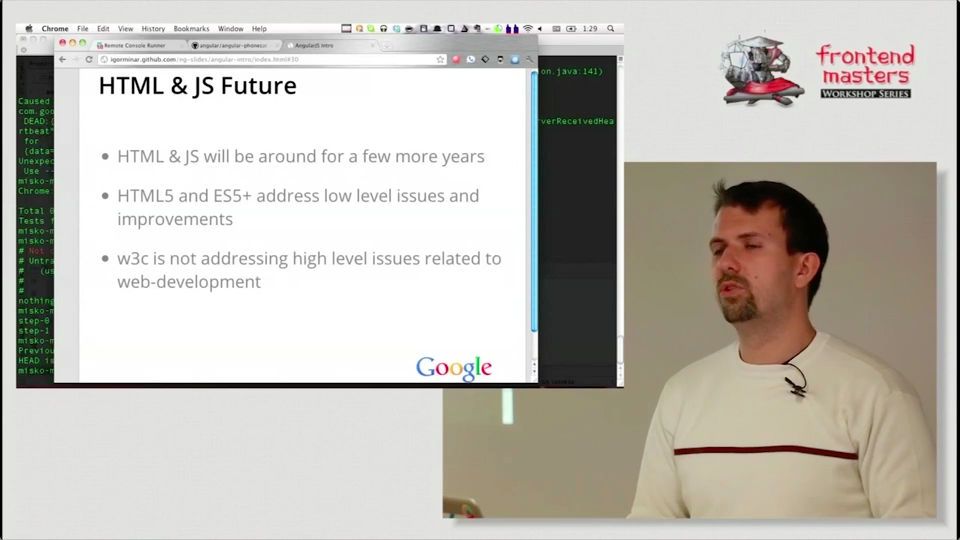 Chrome File Edit View History Bookmarks Window Help 1:29
Remote Console Runner
angular/angular-phoneca
AngularJS Intro
igorminar.github.com/ng-slides/angular-intro/index.html#30
HTML & JS Future
• HTML & JS will be around for a few more years
• HTML5 and ES5+ address low level issues and
improvements
• w3c is not addressing high level issues related to
web-development
Google
Caused
com.goo
DEAD:
rtbeat"
for
(data=
Unexpec
Use --
misko-m
Chrome:
Total 8
Tests f
misko-m
misko-m
# Not
# Untra
# (us
#
#
nothing
misko-m
step-0
step-1
misko-m
Previou
HEAD is
misko-m
on.java:141)
rverReceivedHea
frontend
masters
WORKSHOP SERIES